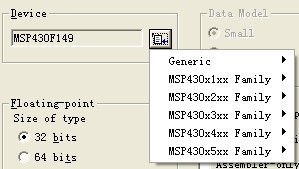 Device
Data Model
MSP430F149
Small
Generic
MSP430x1xx Family
MSP430x2xx Family
MSP430x3xx Family
MSP430x4xx Family
MSP430x5xx Family
Floating-point
Size of type
32 bits
64 bits
Assembler-only